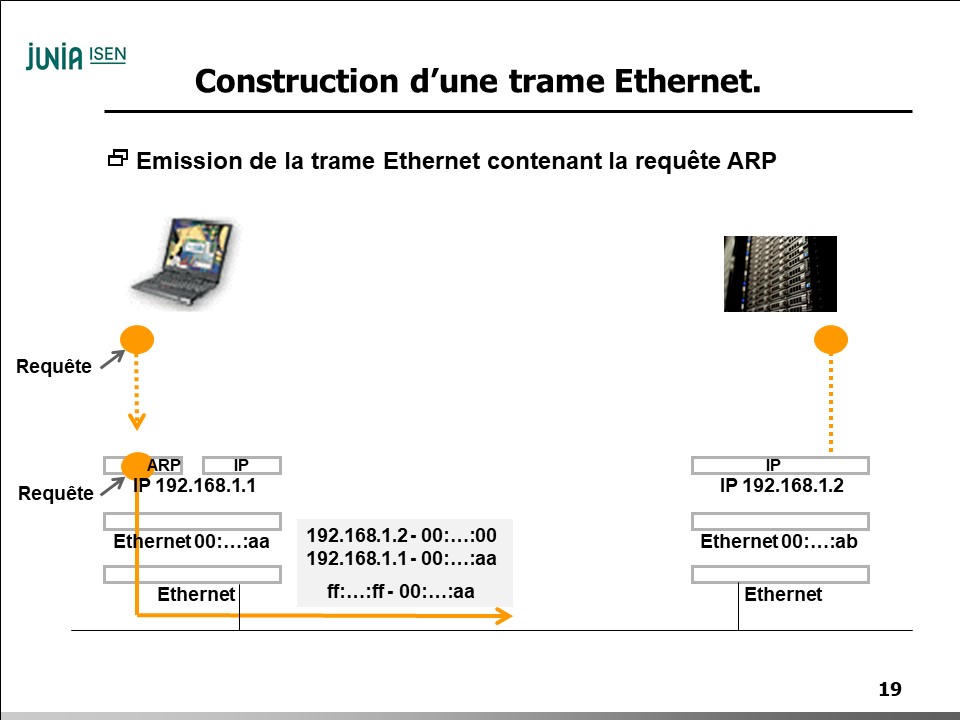 JUNIA ISEN
Construction d’une trame Ethernet.
Emission de la trame Ethernet contenant la requête ARP
Requête
ARP
IP
IP
Requête
IP 192.168.1.1
IP 192.168.1.2
192.168.1.2 - 00:…:00
Ethernet 00:…:aa
Ethernet 00:…:ab
192.168.1.1 - 00:…:aa
ff:…:ff - 00:…:aa
Ethernet
Ethernet
19